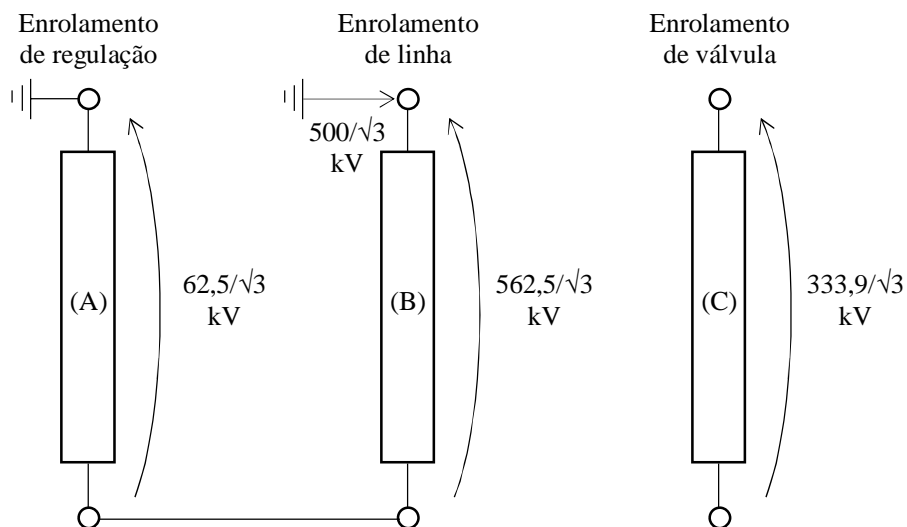 Enrolamento
de regulação
Enrolamento
de linha
Enrolamento
de válvula
500/√3
kV
(A)
62,5/√3
kV
(B)
562,5/√3
kV
(C)
333,9/√3
kV